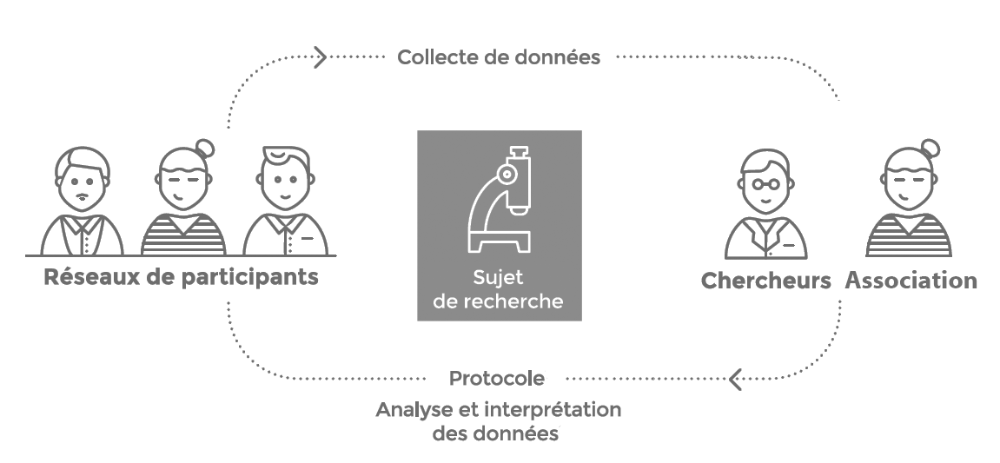 Collecte de données
Réseaux de participants
Sujet
de recherche
Chercheurs
Association
Protocole
Analyse et interprétation
des données